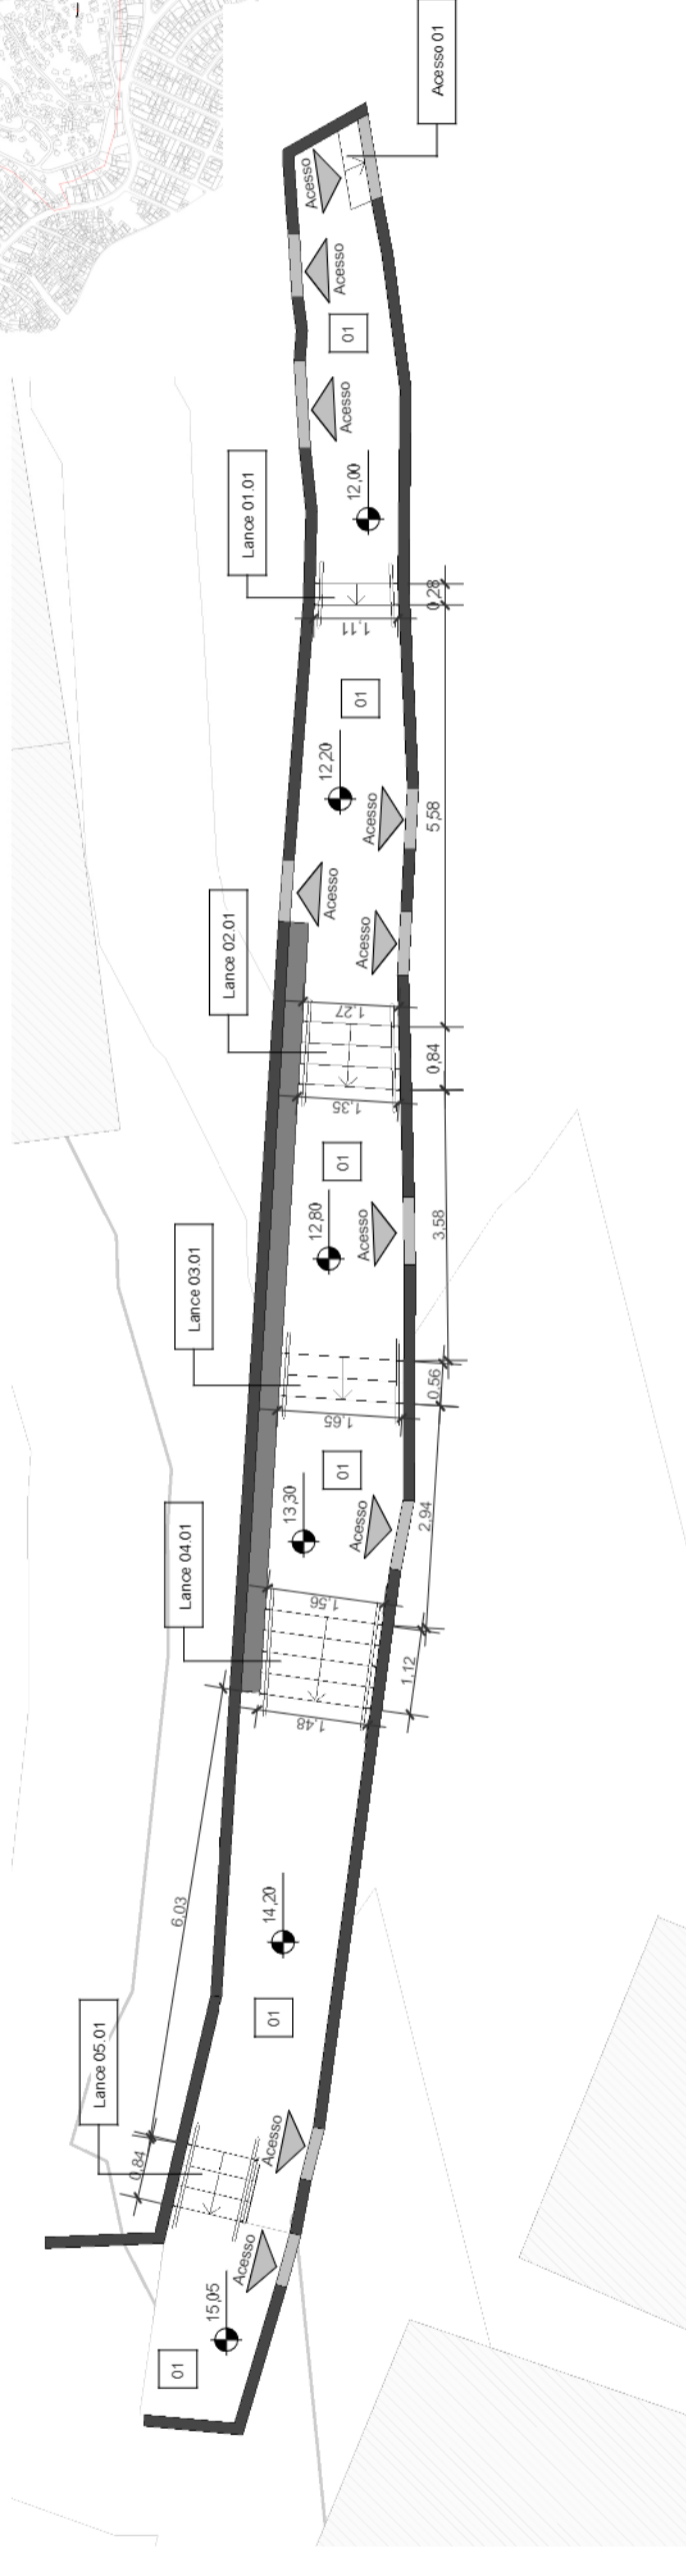 Acesso 01
Acesso
Acesso
01
Acesso
12,00
Lance 01.01
0,28
1,11
01
12,20
Acesso
5,58
Acesso
Acesso
Lance 02.01
1,27
0,84
1,35
01
12,80
Acesso
3,58
Lance 03.01
0,56
1,65
01
13,30
Acesso
2,94
Lance 04.01
1,56
1,12
1,48
6,03
14,20
01
Lance 05.01
0,84
Acesso
Acesso
15,05
01